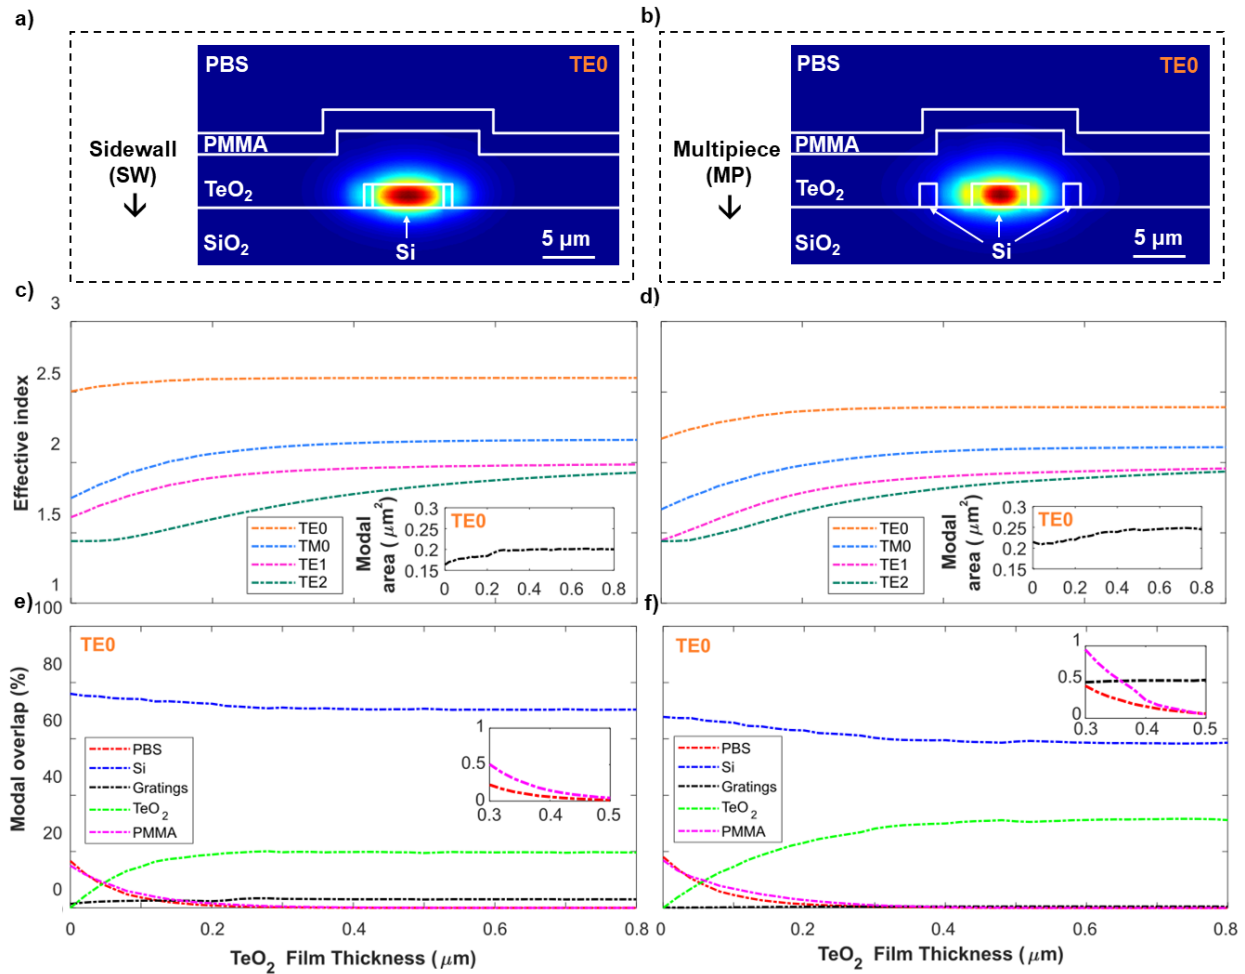 a)
PBS
TE0
PMMA
TeO2
SiO2
Si
5 μm
Sidewall
(SW)
↓
b)
PBS
TE0
PMMA
TeO2
SiO2
Si
5 μm
Multipiece
(MP)
↓
c)
3
2.5
2
1.5
1
Effective index
TE0
TM0
TE1
TE2
Modal
area ( μm2)
TE0
0.3
0.25
0.2
0.15
0 0.2 0.4 0.6 0.8
d)
TE0
TM0
TE1
TE2
Modal
area ( μm2)
TE0
0.3
0.25
0.2
0.15
0 0.2 0.4 0.6 0.8
e)
100
80
60
40
20
0
Modal overlap (%)
TE0
PBS
Si
Gratings
TeO2
PMMA
1
0.5
0
0.3 0.4 0.5
0 0.2 0.4 0.6 0.8
TeO2 Film Thickness ( μm)
f)
TE0
PBS
Si
Gratings
TeO2
PMMA
1
0.5
0
0.3 0.4 0.5
0 0.2 0.4 0.6 0.8
TeO2 Film Thickness ( μm)